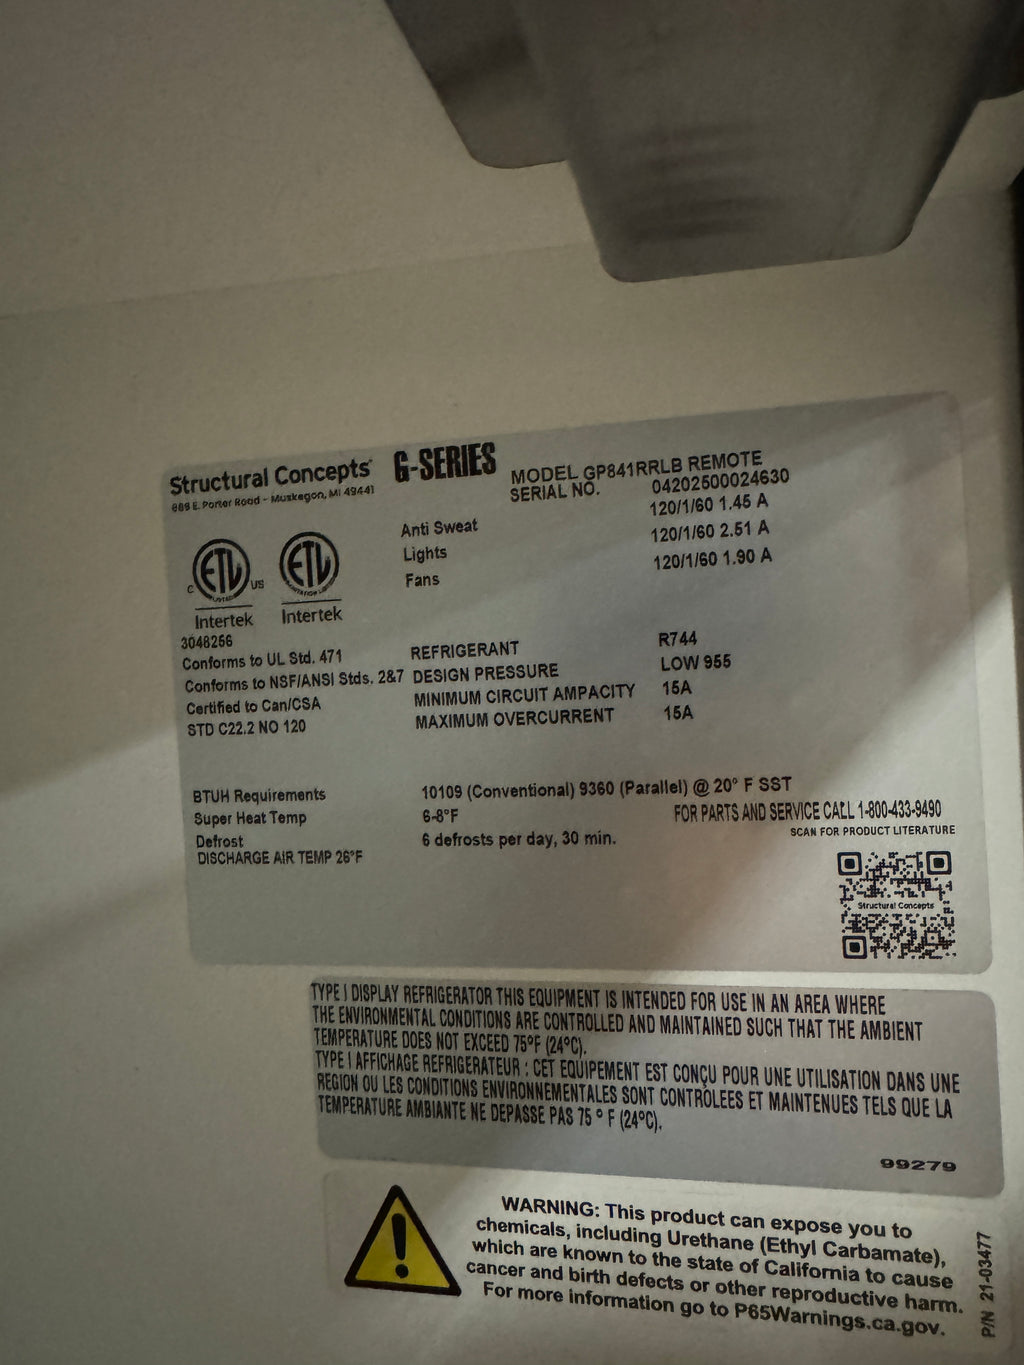 Structural Concepts
888 E. Porter Road - Muskegon, MI 49441
G-SERIES
MODEL GP841RRLB REMOTE
SERIAL NO. 04202500024630
Anti Sweat 120/1/60 1.45 A
Lights 120/1/60 2.51 A
Fans 120/1/60 1.90 A
C ETL US LISTED
ETL
Intertek
Intertek
3048256
Conforms to UL Std. 471
Conforms to NSF/ANSI Stds. 2&7
Certified to Can/CSA
STD C22.2 NO 120
REFRIGERANT R744
DESIGN PRESSURE LOW 955
MINIMUM CIRCUIT AMPACITY 15A
MAXIMUM OVERCURRENT 15A
BTUH Requirements 10109 (Conventional) 9360 (Parallel) @ 20° F SST
Super Heat Temp 6-8°F
Defrost 6 defrosts per day, 30 min.
DISCHARGE AIR TEMP 26°F
FOR PARTS AND SERVICE CALL 1-800-433-9490
SCAN FOR PRODUCT LITERATURE
Structural Concepts
TYPE I DISPLAY REFRIGERATOR THIS EQUIPMENT IS INTENDED FOR USE IN AN AREA WHERE
THE ENVIRONMENTAL CONDITIONS ARE CONTROLLED AND MAINTAINED SUCH THAT THE AMBIENT
TEMPERATURE DOES NOT EXCEED 75°F (24°C).
TYPE I AFFICHAGE REFRIGERATEUR : CET EQUIPEMENT EST CONÇU POUR UNE UTILISATION DANS UNE
REGION OU LES CONDITIONS ENVIRONNEMENTALES SONT CONTRÔLEES ET MAINTENUES TELS QUE LA
TEMPERATURE AMBIANTE NE DEPASSE PAS 75 ° F (24°C).
99279
WARNING: This product can expose you to
chemicals, including Urethane (Ethyl Carbamate),
which are known to the state of California to cause
cancer and birth defects or other reproductive harm.
For more information go to P65Warnings.ca.gov.
P/N 21-03477